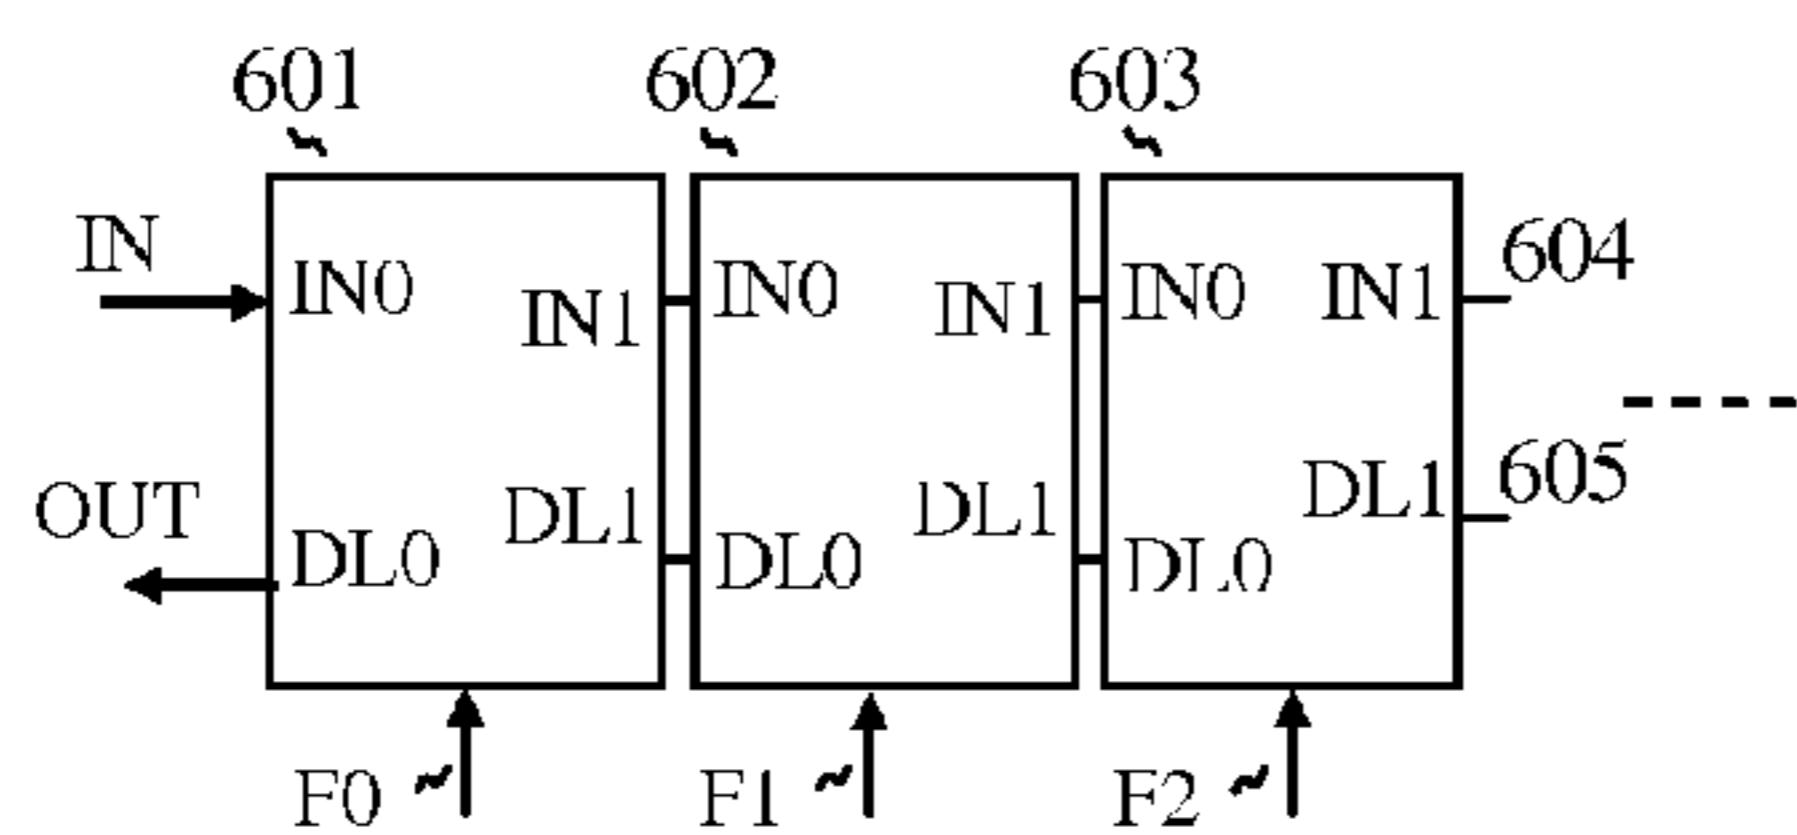 601 602 603
IN
604
IN0 IN1 IN0 IN1 IN0 IN1
OUT
605
DL0 DL1 DL0 DL1 DL0 DL1
F0 F1 F2